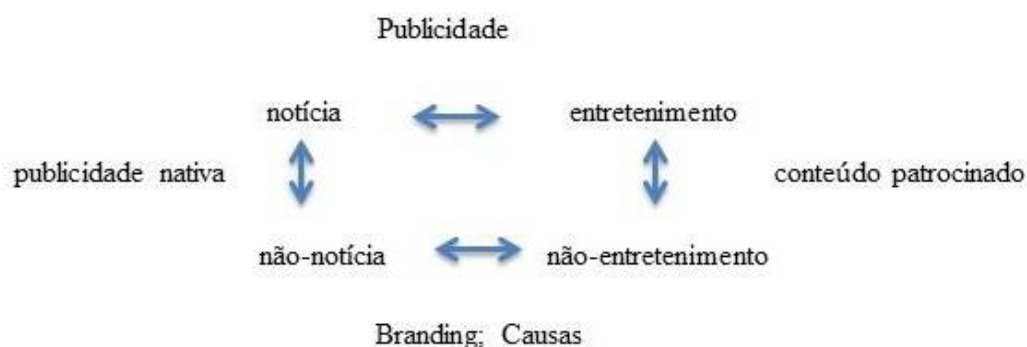 Publicidade
notícia entretenimento
publicidade nativa conteúdo patrocinado
não-notícia não-entretenimento
Branding; Causas